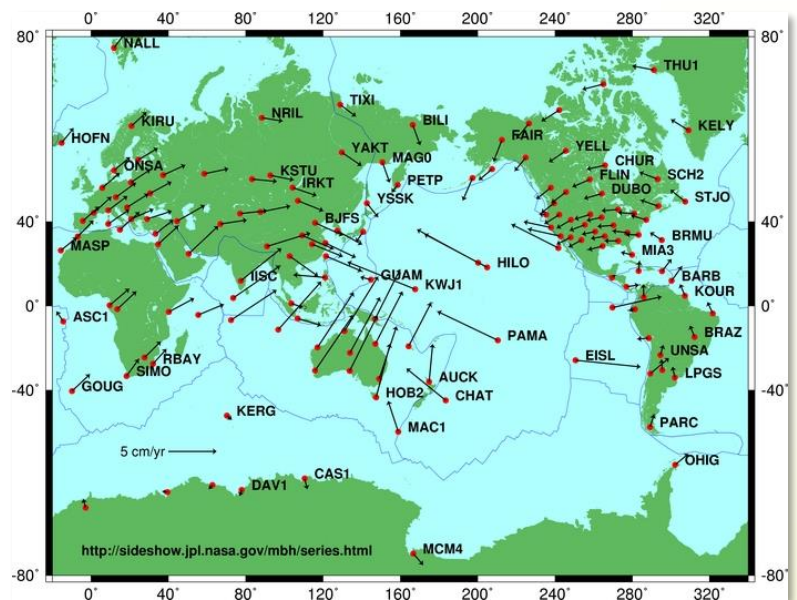 0° 40° 80° 120° 160° 200° 240° 280° 320°
80° 80°
NALL
THU1
TIXI
NRIL
BILI
KIRU
KELY
HOFN
FAIR
YAKT
YELL
ONSA
MAG0
CHUR
KSTU
PETP
FLIN SCH2
IRKT
DUBO
YSSK
STJO
40° BJFS 40°
MASP
BRMU
MIA3
HILO
IISC GUAM
BARB
KWJ1
KOUR
0° 0°
ASC1
PAMA
BRAZ
RBAY
EISL UNSA
SIMO
AUCK
LPGS
GOUG
-40° HOB2 -40°
CHAT
KERG
MAC1
PARC
5 cm/yr
OHIG
CAS1
DAV1
http://sideshow.jpl.nasa.gov/mbh/series.html
MCM4
-80° -80°
0° 40° 80° 120° 160° 200° 240° 280° 320°